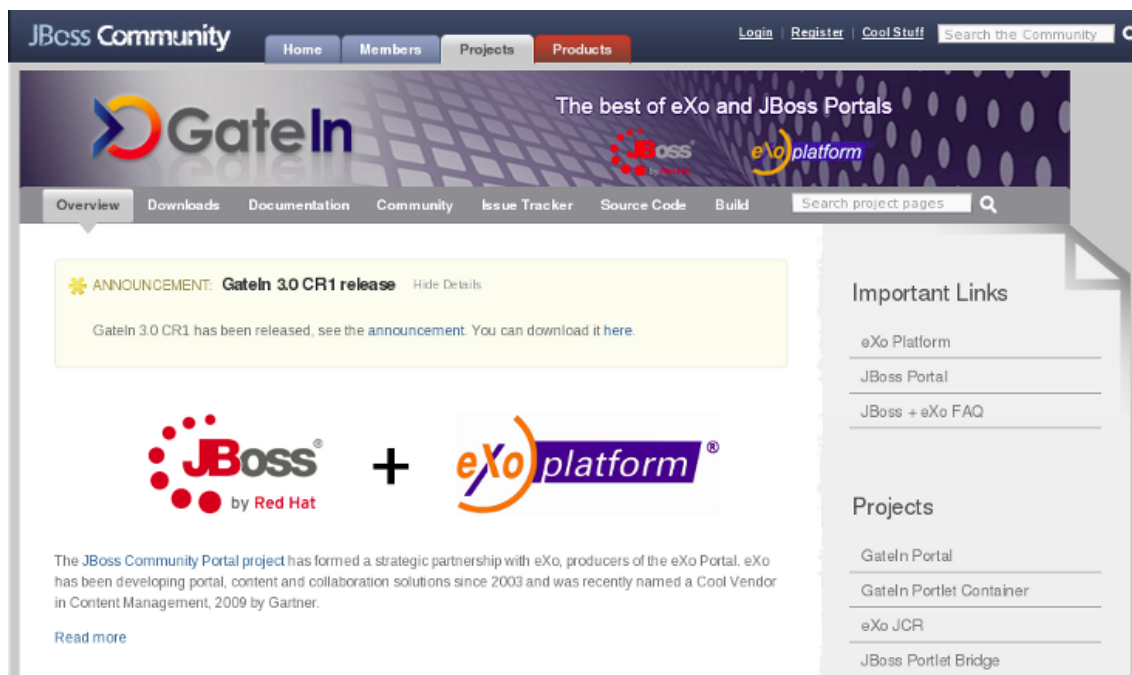 JBoss Community
Home Members Projects Products
Login | Register | Cool Stuff Search the Community
GateIn
The best of eXo and JBoss Portals
JBoss by Red Hat
eXo platform
Overview Downloads Documentation Community Issue Tracker Source Code Build Search project pages
ANNOUNCEMENT: GateIn 3.0 CR1 release Hide Details
GateIn 3.0 CR1 has been released, see the announcement. You can download it here.
JBoss®
by Red Hat
+
eXo platform®
The JBoss Community Portal project has formed a strategic partnership with eXo, producers of the eXo Portal. eXo
has been developing portal, content and collaboration solutions since 2003 and was recently named a Cool Vendor
in Content Management, 2009 by Gartner.
Read more
Important Links
eXo Platform
JBoss Portal
JBoss + eXo FAQ
Projects
GateIn Portal
GateIn Portlet Container
eXo JCR
JBoss Portlet Bridge